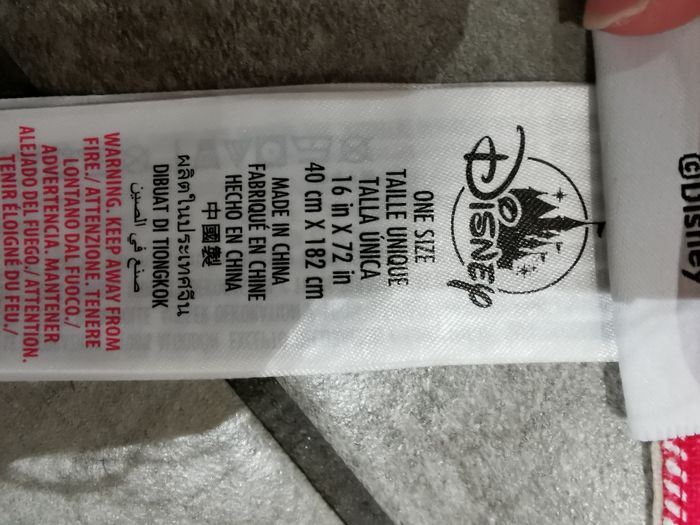 Disney
ONE SIZE
TAILLE UNIQUE
TALLA ÚNICA
16 in X 72 in
40 cm X 182 cm
MADE IN CHINA
FABRIQUÉ EN CHINE
HECHO EN CHINA
中國製
ผลิตในประเทศจีน
DIBUAT DI TIONGKOK
صنع في الصين
WARNING. KEEP AWAY FROM
FIRE./ ATTENZIONE. TENERE
LONTANO DAL FUOCO./
ADVERTENCIA. MANTENER
ALEJADO DEL FUEGO./ ATTENTION.
TENIR ÉLOIGNÉ DU FEU./
©Disney